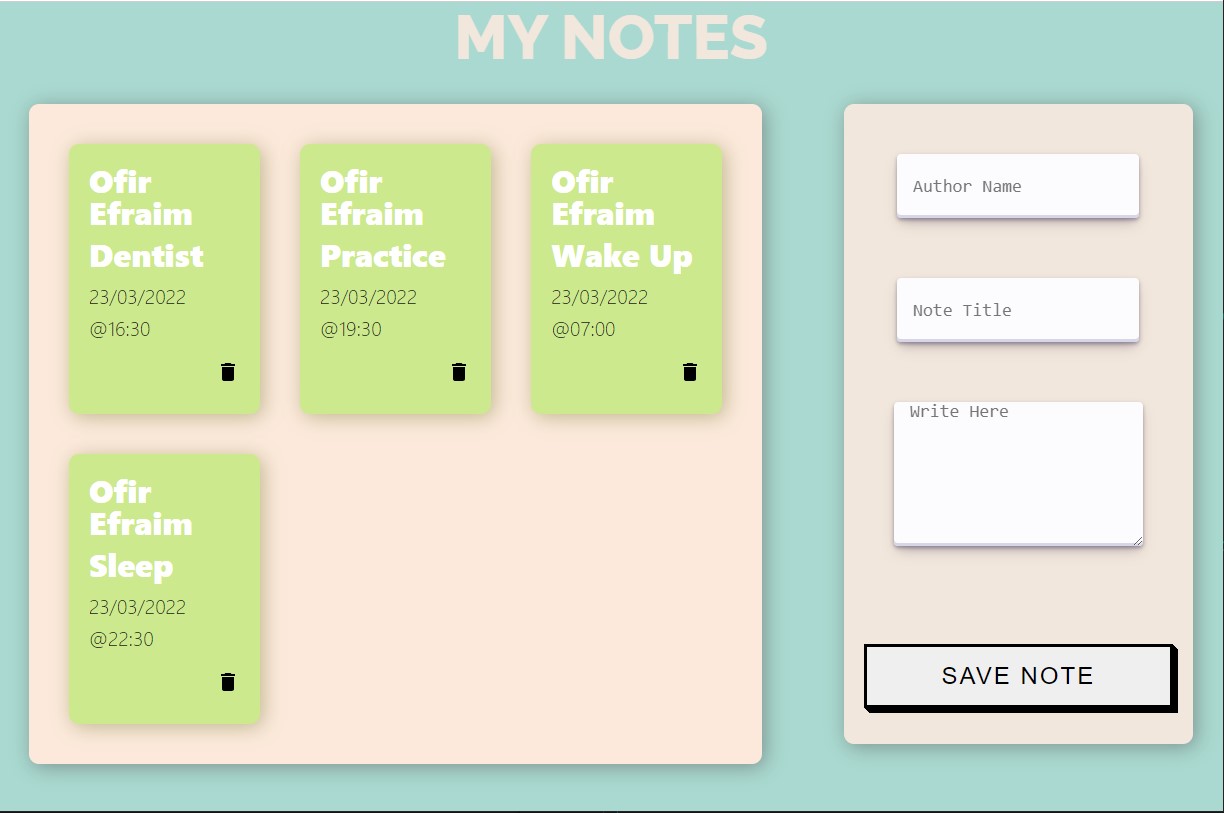 MY NOTES
Ofir
Efraim
Dentist
23/03/2022
@16:30
Ofir
Efraim
Practice
23/03/2022
@19:30
Ofir
Efraim
Wake Up
23/03/2022
@07:00
Ofir
Efraim
Sleep
23/03/2022
@22:30
Author Name
Note Title
Write Here
SAVE NOTE